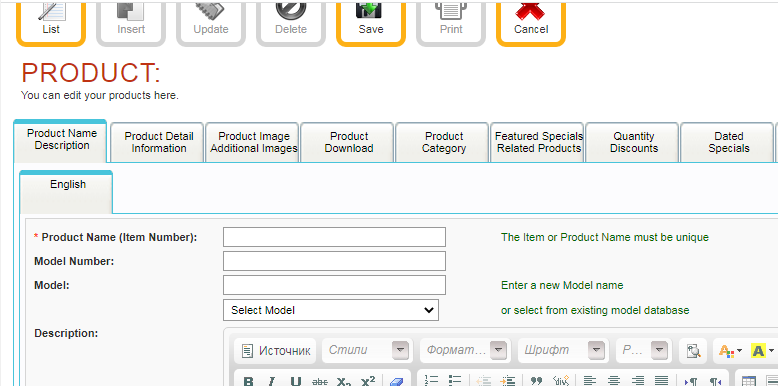 List Insert Update Delete Save Print Cancel
PRODUCT:
You can edit your products here.
Product Name Description
Product Detail Information
Product Image Additional Images
Product Download
Product Category
Featured Specials Related Products
Quantity Discounts
Dated Specials
English
* Product Name (Item Number): The Item or Product Name must be unique
Model Number:
Model: Enter a new Model name
Select Model or select from existing model database
Description:
Источник Стили Формат... Шрифт Р...
B I U abc X₂ X²